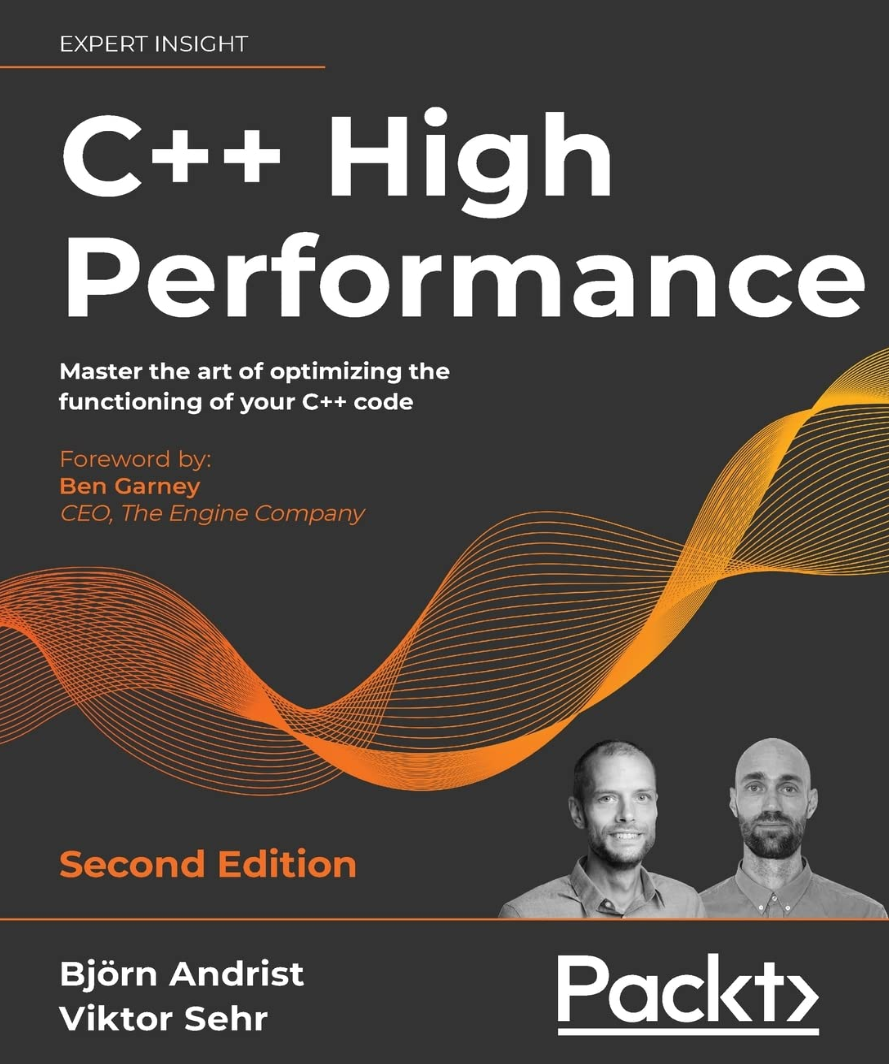 EXPERT INSIGHT
C++ High
Performance
Master the art of optimizing the
functioning of your C++ code
Foreword by:
Ben Garney
CEO, The Engine Company
Second Edition
Björn Andrist
Viktor Sehr
Packt